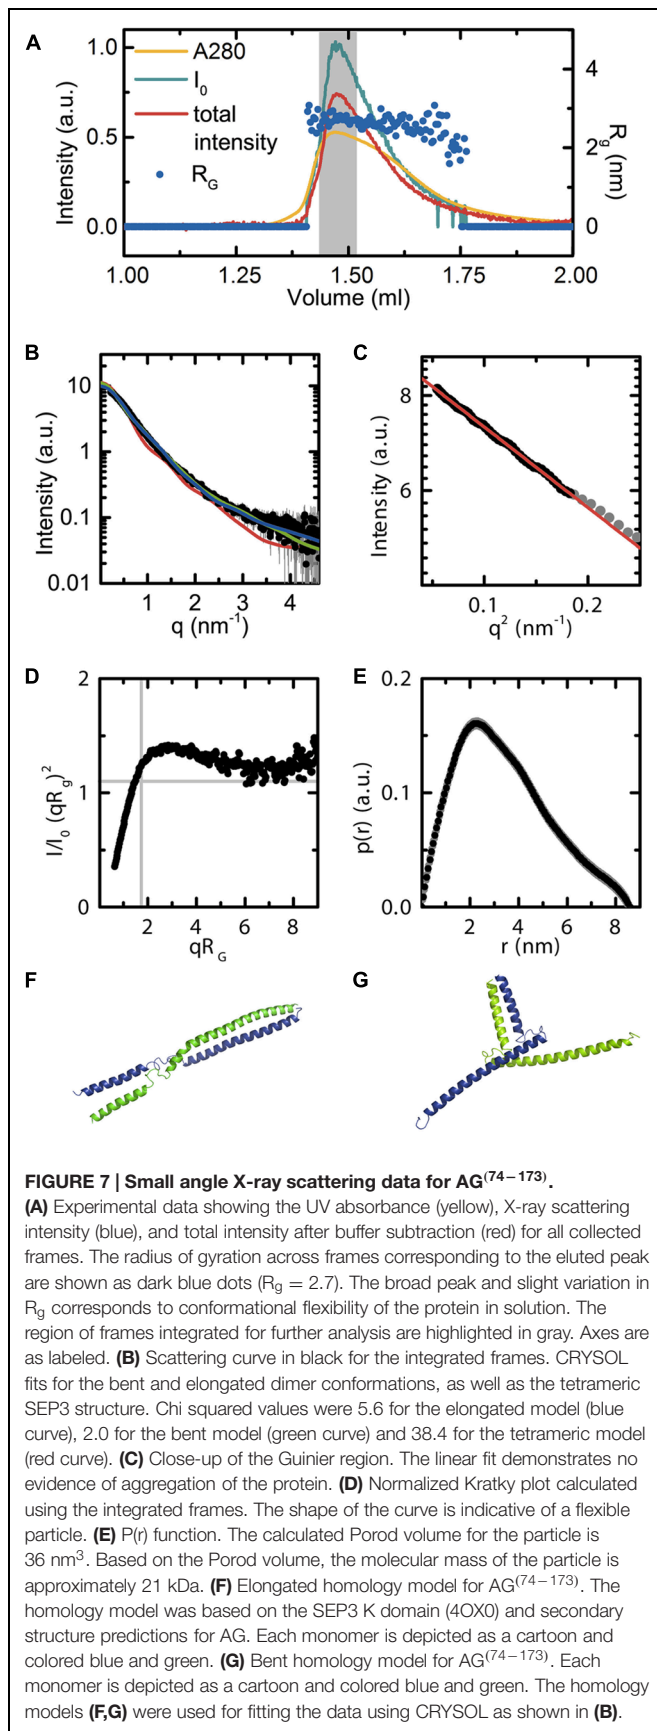 A
1.0
0.5
0.0
Intensity (a.u.)
A280
I₀
total
intensity
R_G
4
2
0
R_g (nm)
1.00
1.25
1.50
1.75
2.00
Volume (ml)
B
10
1
0.1
0.01
Intensity (a.u.)
1
2
3
4
q (nm⁻¹)
C
8
6
Intensity (a.u.)
0.1
0.2
q² (nm⁻¹)
D
2
1
0
I/I₀ (qR_g)²
2
4
6
8
qR_G
E
0.2
0.1
0.0
p(r) (a.u.)
0
2
4
6
8
r (nm)
F
G
FIGURE 7 | Small angle X-ray scattering data for AG⁽⁷⁴⁻¹⁷³⁾.
(A) Experimental data showing the UV absorbance (yellow), X-ray scattering
intensity (blue), and total intensity after buffer subtraction (red) for all collected
frames. The radius of gyration across frames corresponding to the eluted peak
are shown as dark blue dots (R_g = 2.7). The broad peak and slight variation in
R_g corresponds to conformational flexibility of the protein in solution. The
region of frames integrated for further analysis are highlighted in gray. Axes are
as labeled. (B) Scattering curve in black for the integrated frames. CRYSOL
fits for the bent and elongated dimer conformations, as well as the tetrameric
SEP3 structure. Chi squared values were 5.6 for the elongated model (blue
curve), 2.0 for the bent model (green curve) and 38.4 for the tetrameric model
(red curve). (C) Close-up of the Guinier region. The linear fit demonstrates no
evidence of aggregation of the protein. (D) Normalized Kratky plot calculated
using the integrated frames. The shape of the curve is indicative of a flexible
particle. (E) P(r) function. The calculated Porod volume for the particle is
36 nm³. Based on the Porod volume, the molecular mass of the particle is
approximately 21 kDa. (F) Elongated homology model for AG⁽⁷⁴⁻¹⁷³⁾. The
homology model was based on the SEP3 K domain (4OX0) and secondary
structure predictions for AG. Each monomer is depicted as a cartoon and
colored blue and green. (G) Bent homology model for AG⁽⁷⁴⁻¹⁷³⁾. Each
monomer is depicted as a cartoon and colored blue and green. The homology
models (F,G) were used for fitting the data using CRYSOL as shown in (B).